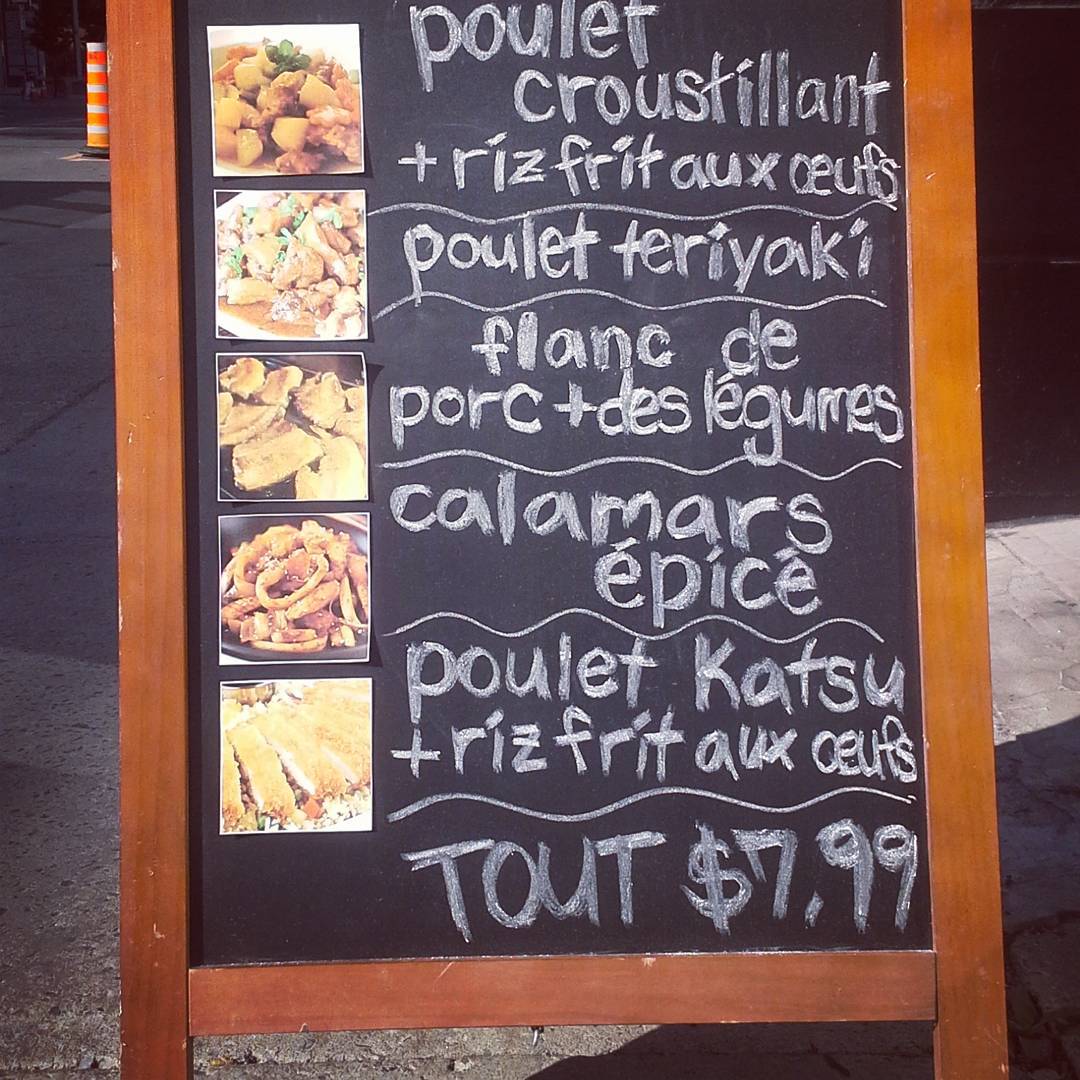 poulet
croustillant
+ riz frit aux œufs
poulet teriyaki
flanc de
porc + des légumes
calamars
épicé
poulet Katsu
+ riz frit aux œufs
TOUT $7.99